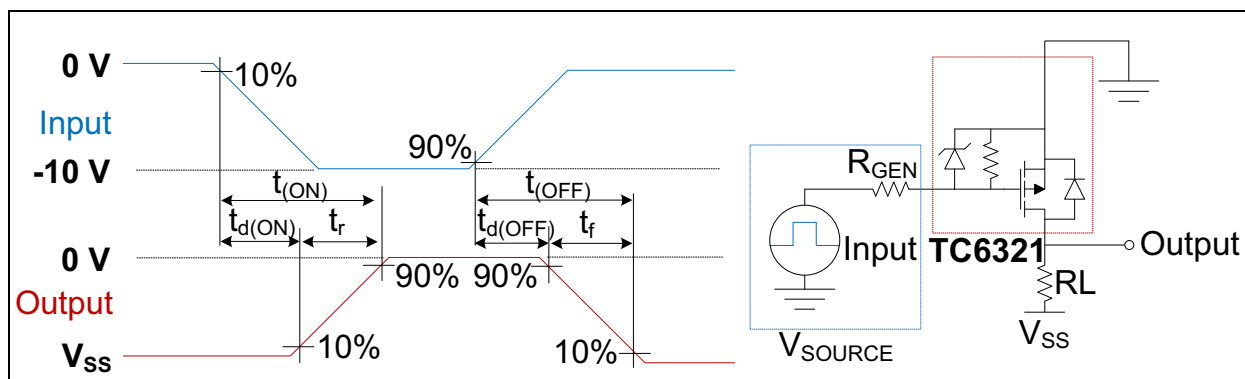 0 V
10%
Input
90%
-10 V
t(ON)
t(OFF)
td(ON)
tr
td(OFF)
tf
0 V
90%
90%
Output
10%
10%
VSS
RGEN
Input
TC6321
Output
RL
VSS
VSOURCE